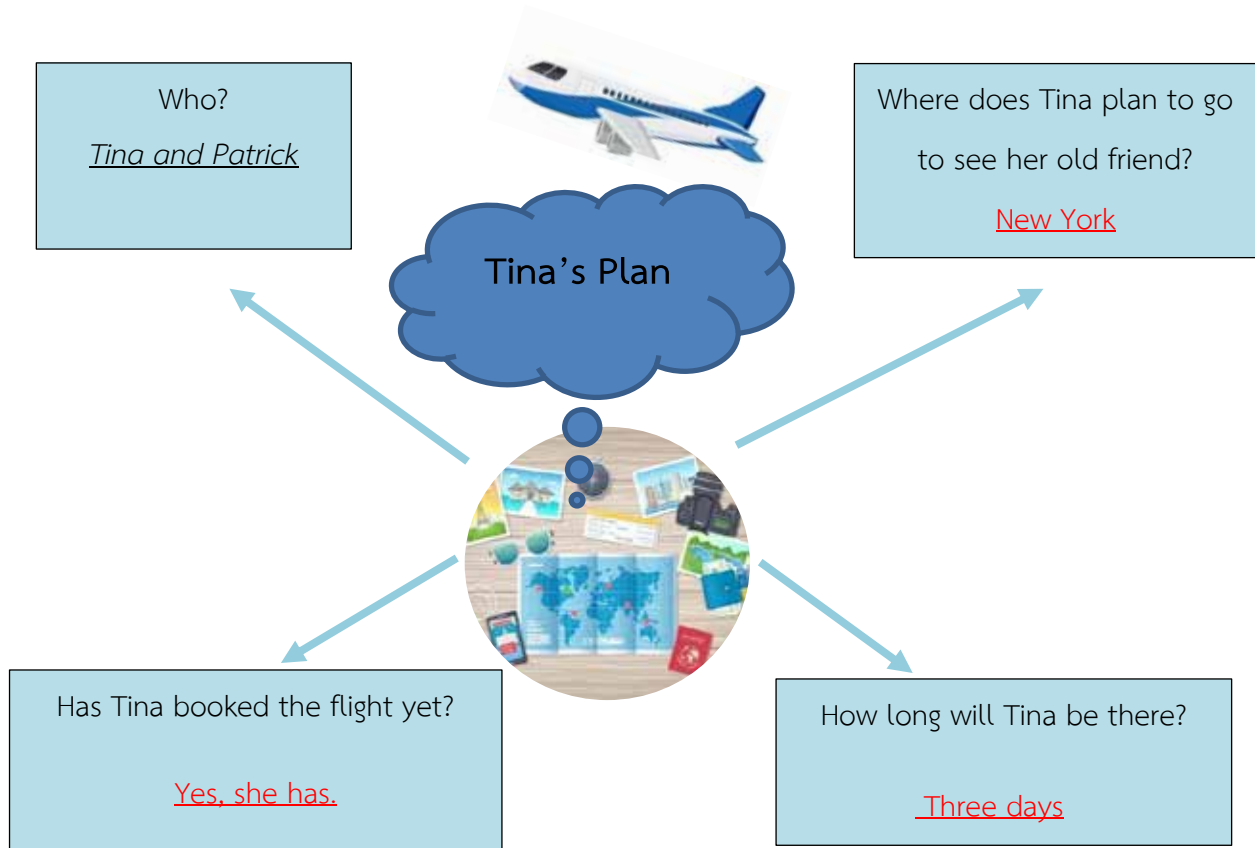 Who?
Tina and Patrick
Where does Tina plan to go
to see her old friend?
New York
Tina's Plan
Has Tina booked the flight yet?
Yes, she has.
How long will Tina be there?
Three days